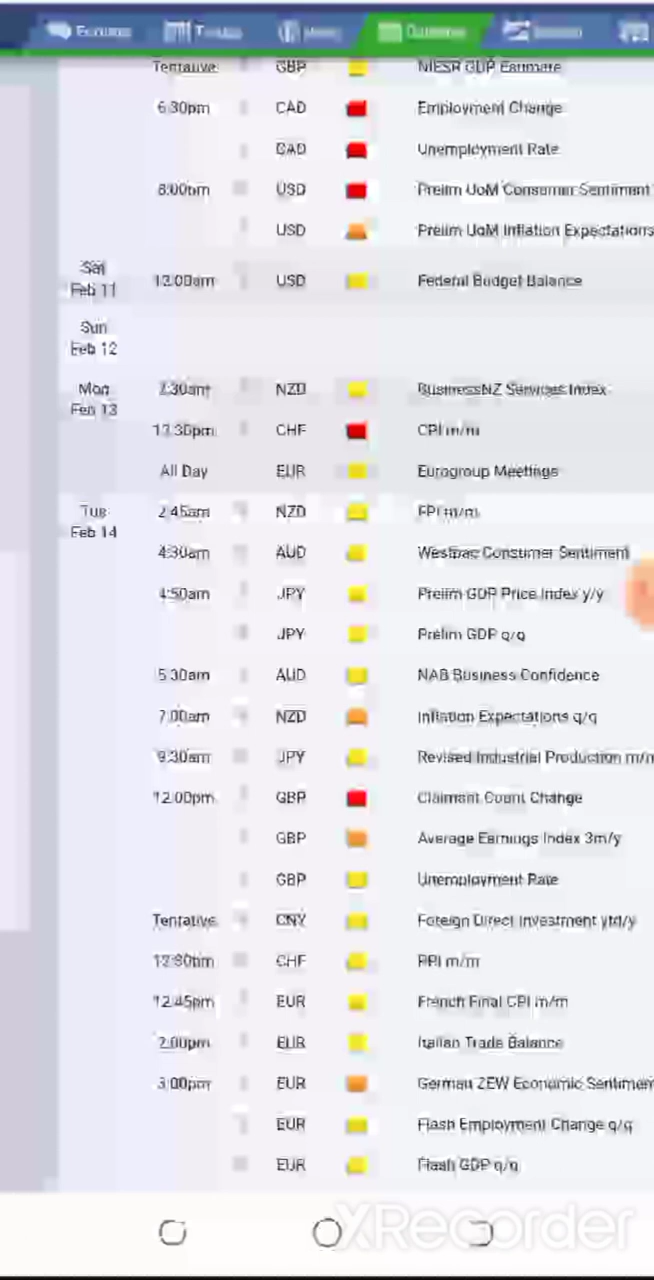 Forums Trades News Calendar Market
Tentative GBP NIESR GDP Estimate
6:30pm CAD Employment Change
CAD Unemployment Rate
8:00pm USD Prelim UoM Consumer Sentiment
USD Prelim UoM Inflation Expectations
Sat Feb 11 12:00am USD Federal Budget Balance
Sun Feb 12
Mon Feb 13 2:30am NZD BusinessNZ Services Index
12:30pm CHF CPI m/m
All Day EUR Eurogroup Meetings
Tue Feb 14 2:45am NZD FPI m/m
4:30am AUD Westpac Consumer Sentiment
4:50am JPY Prelim GDP Price Index y/y
JPY Prelim GDP q/q
5:30am AUD NAB Business Confidence
7:00am NZD Inflation Expectations q/q
9:30am JPY Revised Industrial Production m/m
12:00pm GBP Claimant Count Change
GBP Average Earnings Index 3m/y
GBP Unemployment Rate
Tentative CNY Foreign Direct Investment ytd/y
12:30pm CHF PPI m/m
12:45pm EUR French Final CPI m/m
2:00pm EUR Italian Trade Balance
3:00pm EUR German ZEW Economic Sentimen
EUR Flash Employment Change q/q
EUR Flash GDP q/q
XRecorder